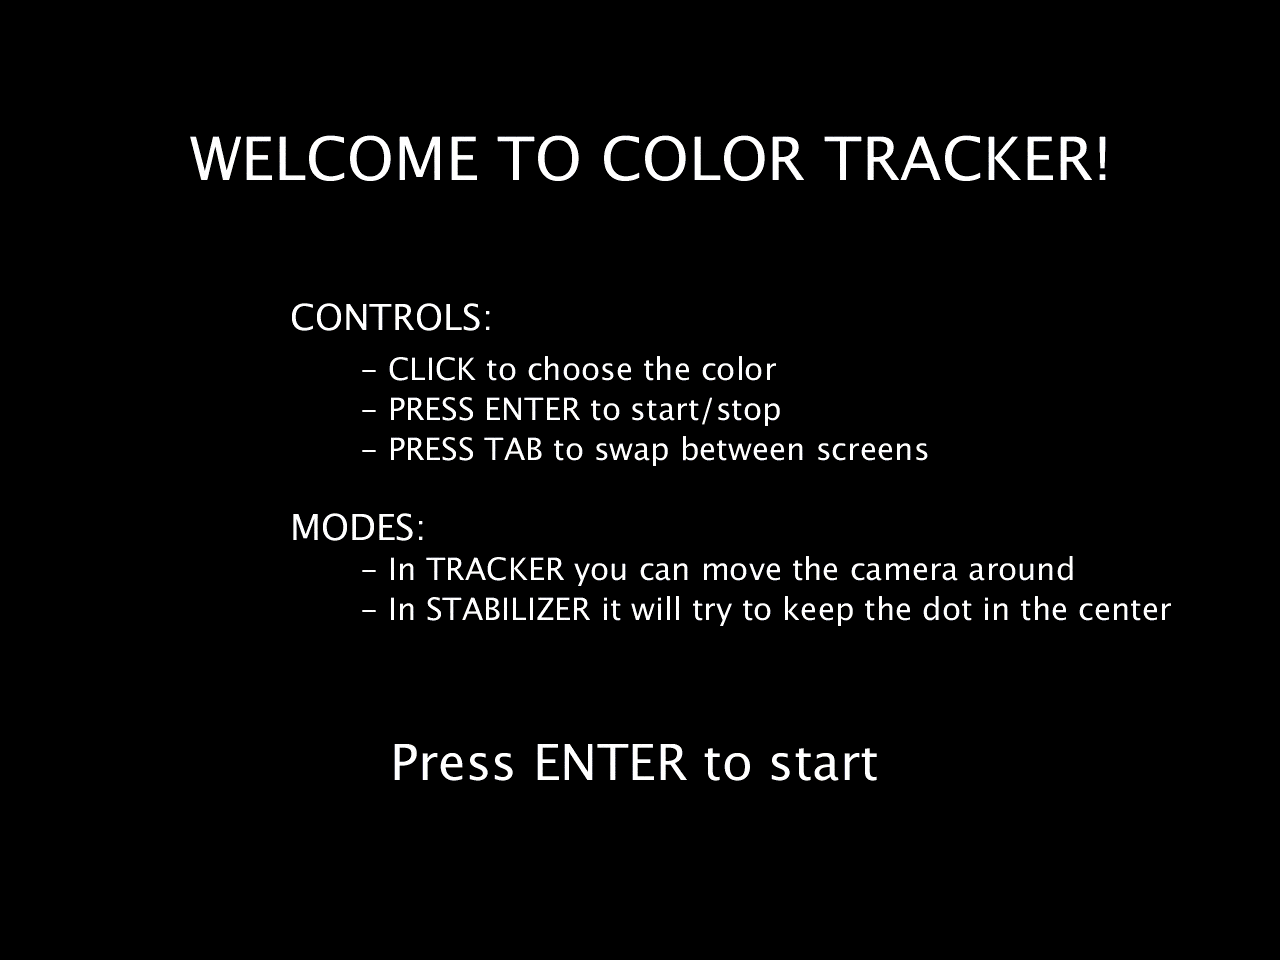 WELCOME TO COLOR TRACKER!
CONTROLS:
- CLICK to choose the color
- PRESS ENTER to start/stop
- PRESS TAB to swap between screens
MODES:
- In TRACKER you can move the camera around
- In STABILIZER it will try to keep the dot in the center
Press ENTER to start